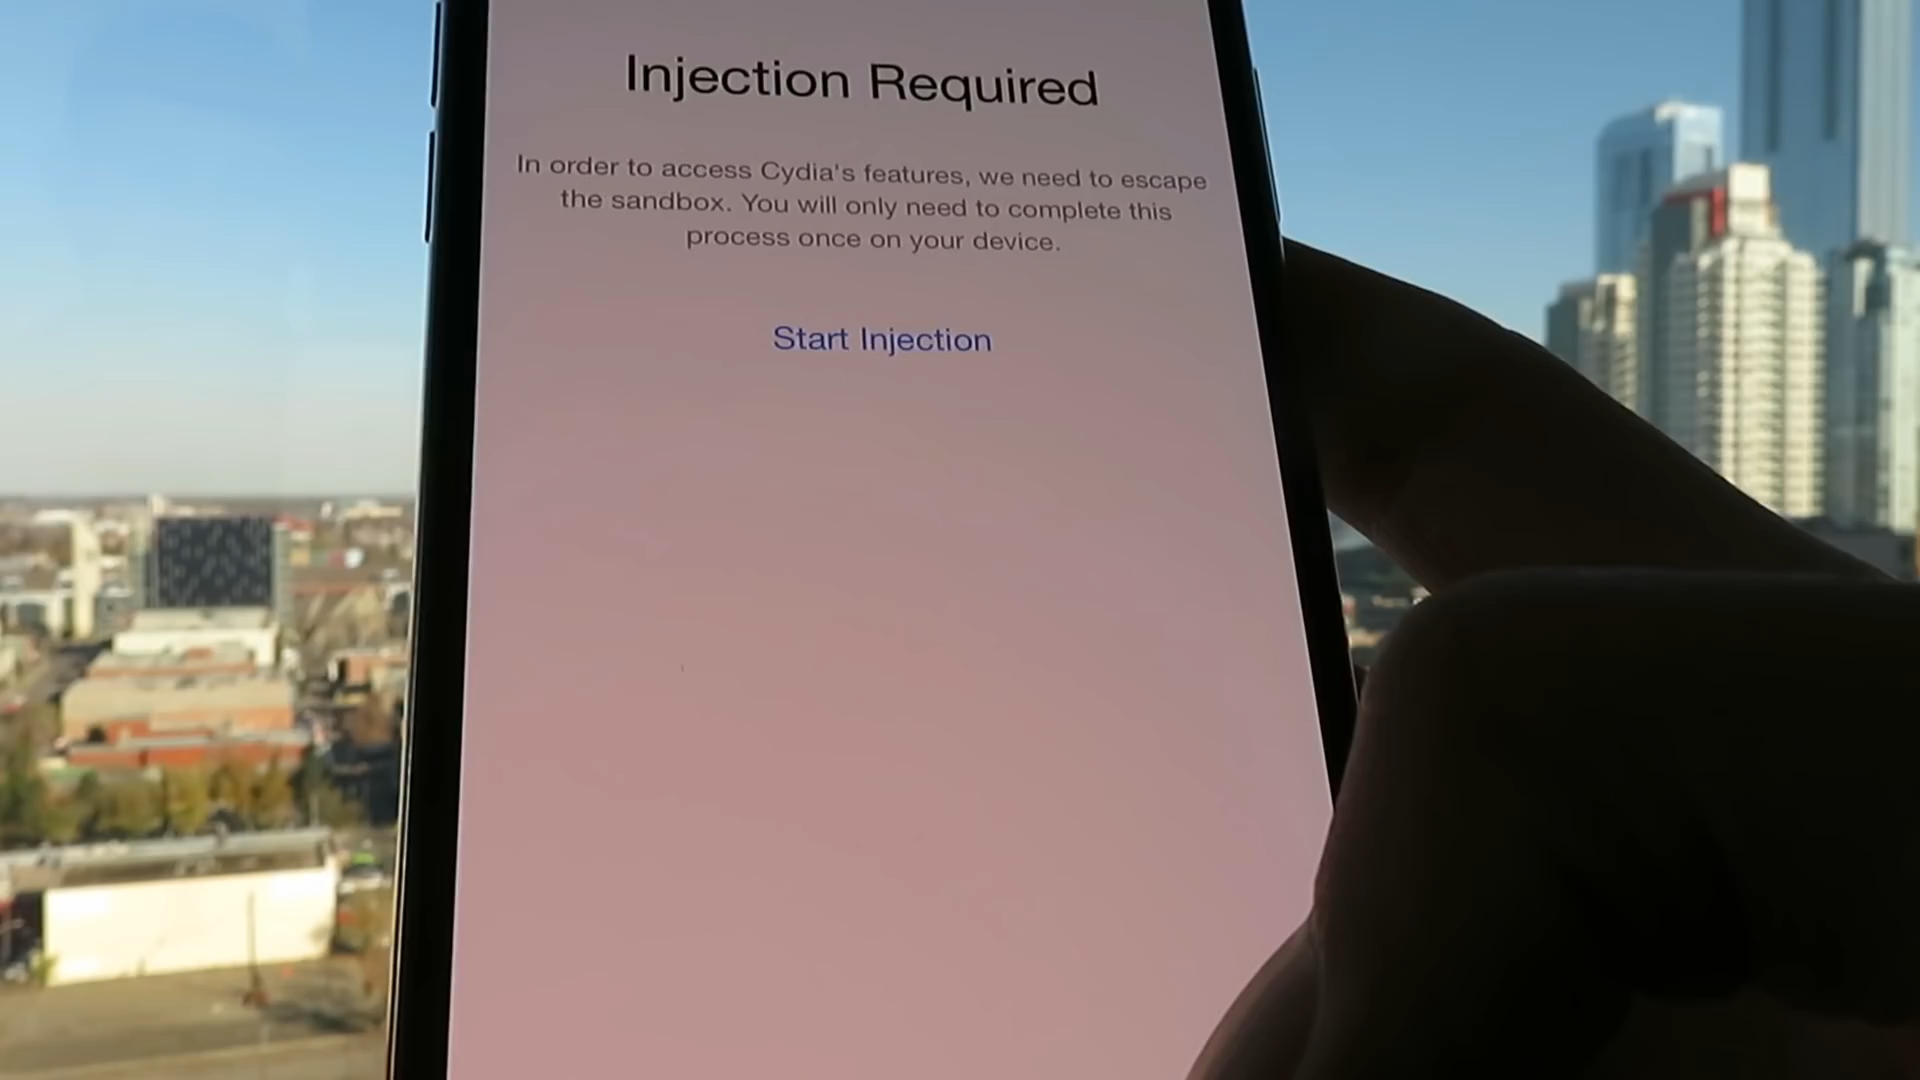 Injection Required
In order to access Cydia's features, we need to escape
the sandbox. You will only need to complete this
process once on your device.
Start Injection